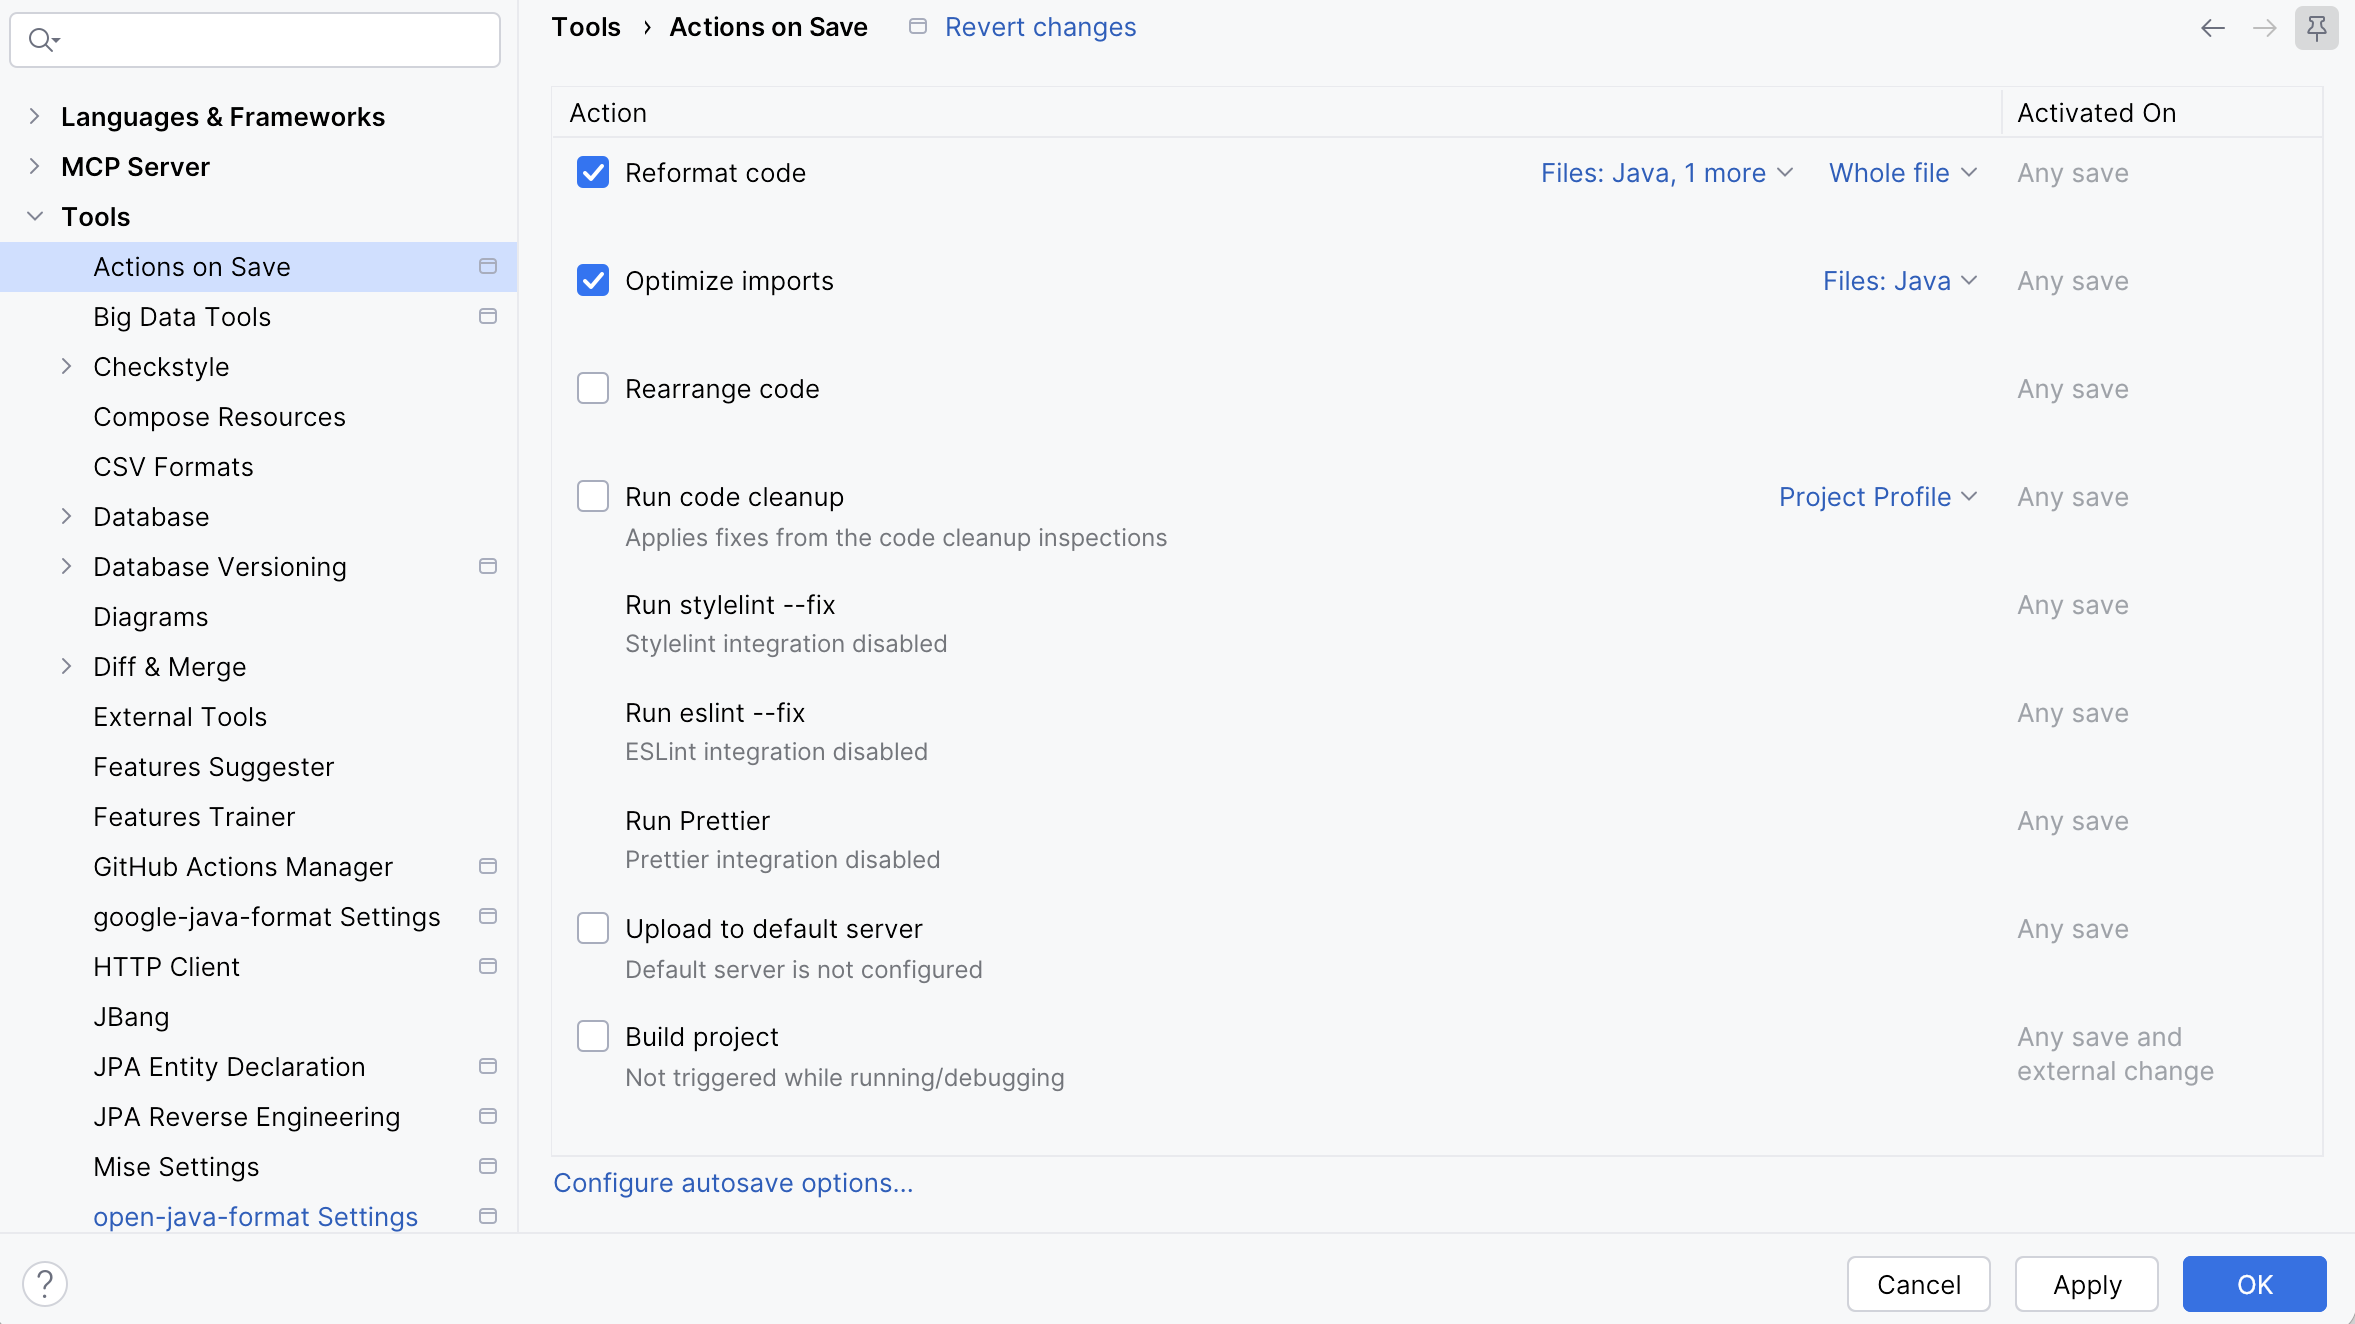 Languages & Frameworks
MCP Server
Tools
Actions on Save
Big Data Tools
Checkstyle
Compose Resources
CSV Formats
Database
Database Versioning
Diagrams
Diff & Merge
External Tools
Features Suggester
Features Trainer
GitHub Actions Manager
google-java-format Settings
HTTP Client
JBang
JPA Entity Declaration
JPA Reverse Engineering
Mise Settings
open-java-format Settings
Tools › Actions on Save Revert changes
Action Activated On
Reformat code Files: Java, 1 more Whole file Any save
Optimize imports Files: Java Any save
Rearrange code Any save
Run code cleanup Project Profile Any save
Applies fixes from the code cleanup inspections
Run stylelint --fix Any save
Stylelint integration disabled
Run eslint --fix Any save
ESLint integration disabled
Run Prettier Any save
Prettier integration disabled
Upload to default server Any save
Default server is not configured
Build project Any save and
external change
Not triggered while running/debugging
Configure autosave options...
? Cancel Apply OK